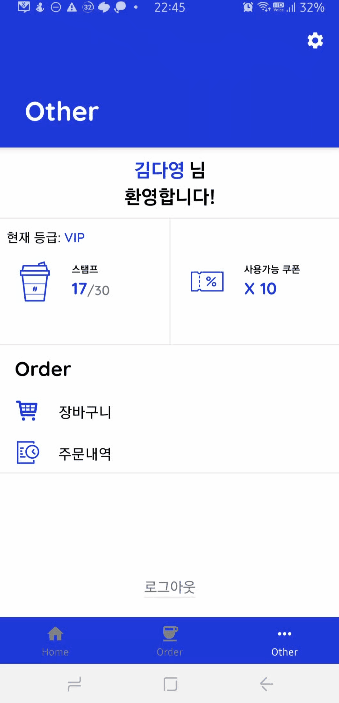 22:45
32%
Other
김다영 님
환영합니다!
현재 등급: VIP
스탬프
17/30
사용가능 쿠폰
X 10
Order
장바구니
주문내역
로그아웃
Home
Order
Other